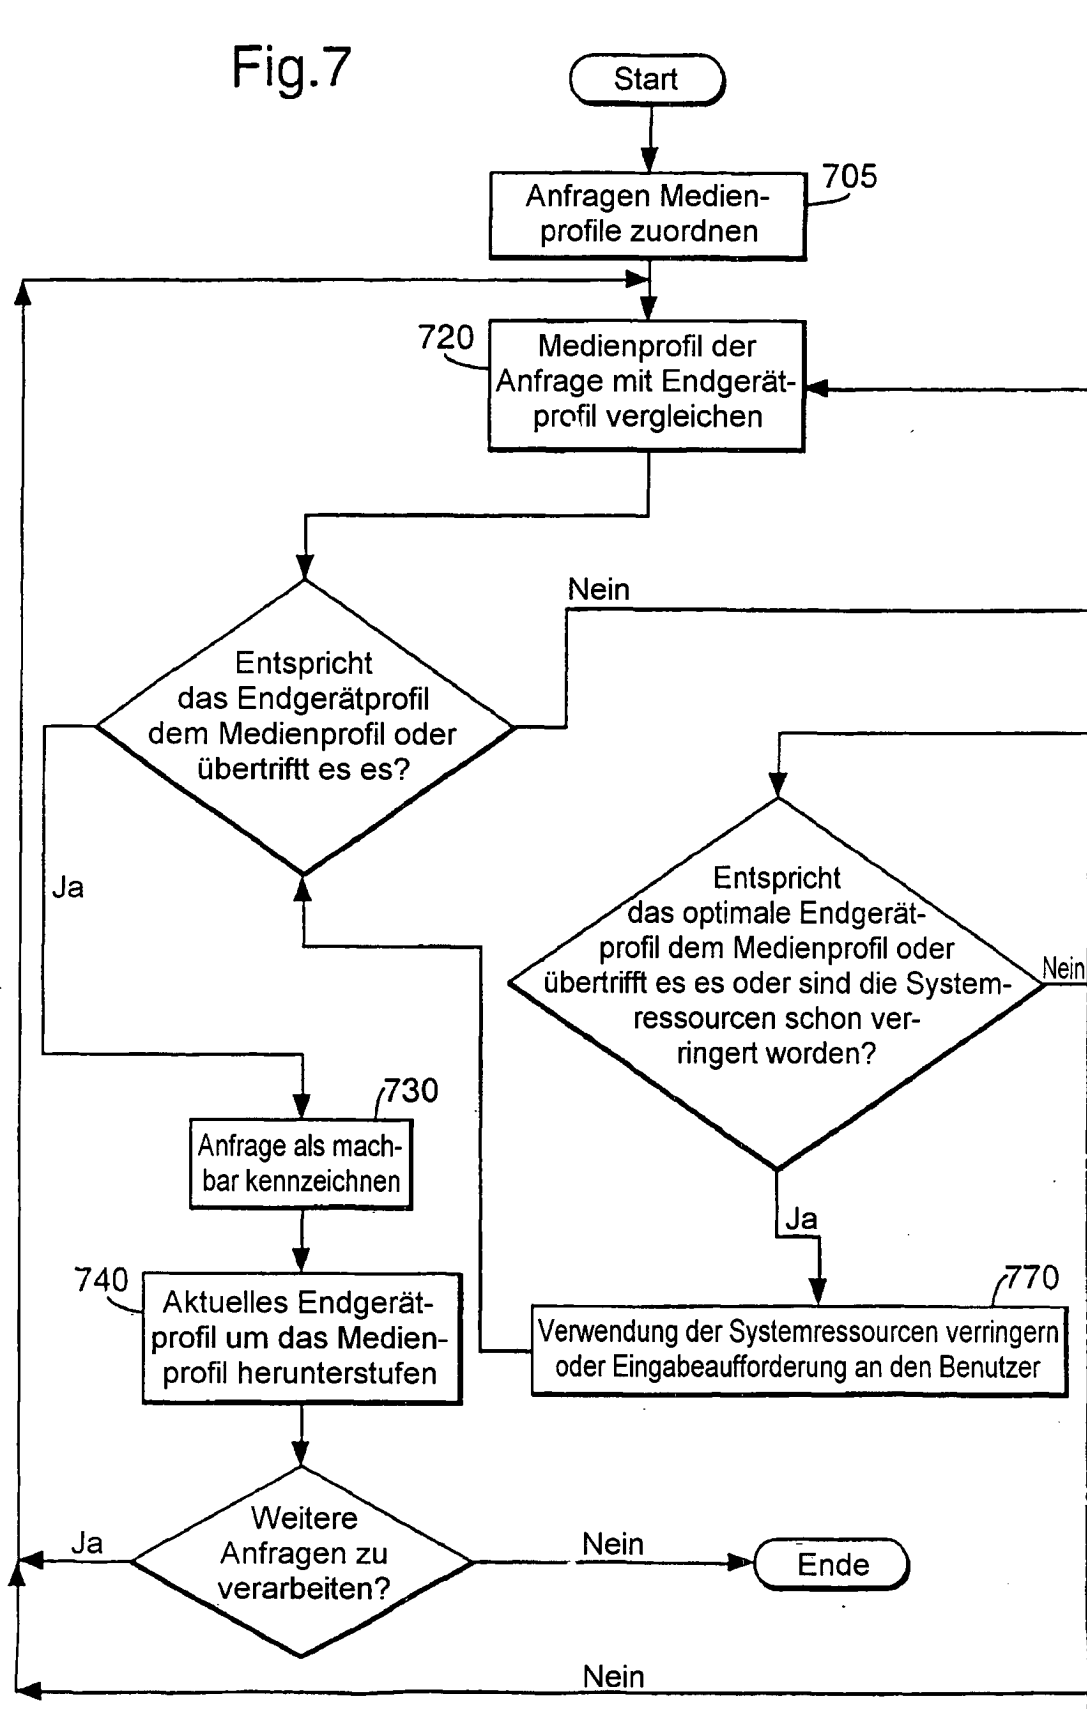 Fig.7
Start
705
Anfragen Medien-
profile zuordnen
720
Medienprofil der
Anfrage mit Endgerät-
profil vergleichen
Nein
Entspricht
das Endgerätprofil
dem Medienprofil oder
übertriftt es es?
Ja
Entspricht
das optimale Endgerät-
profil dem Medienprofil oder
übertrifft es es oder sind die System-
ressourcen schon ver-
ringert worden?
Nein
730
Anfrage als mach-
bar kennzeichnen
Ja
740
Aktuelles Endgerät-
profil um das Medien-
profil herunterstufen
770
Verwendung der Systemressourcen verringern
oder Eingabeaufforderung an den Benutzer
Weitere
Anfragen zu
verarbeiten?
Ja
Nein
Ende
Nein